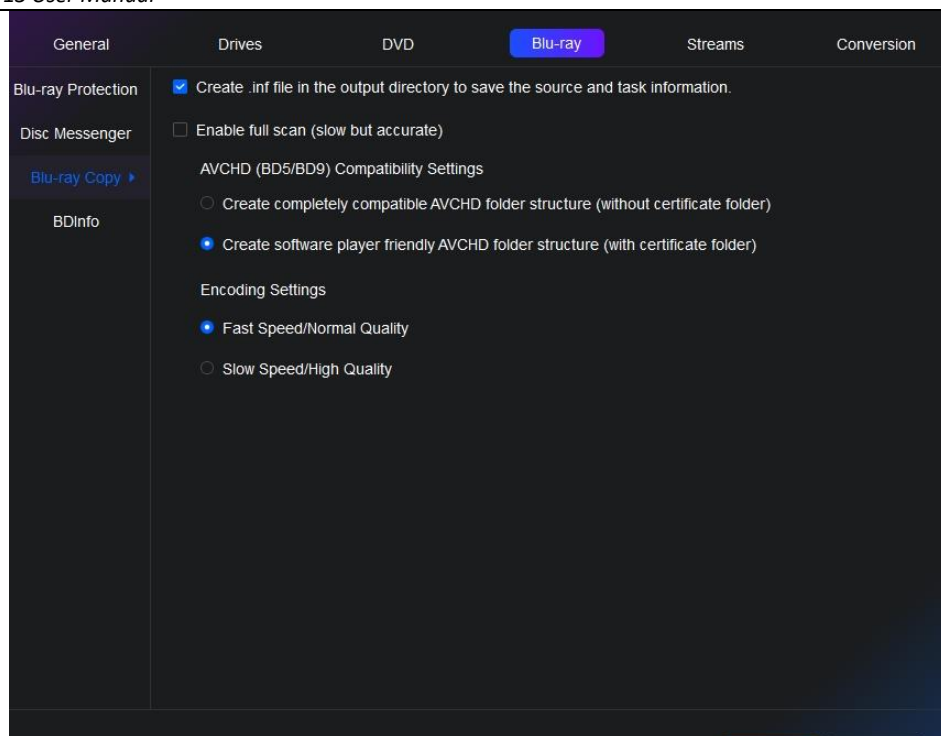 13 User Manual
General Drives DVD Blu-ray Streams Conversion
Blu-ray Protection
Disc Messenger
Blu-ray Copy
BDInfo
Create .inf file in the output directory to save the source and task information.
Enable full scan (slow but accurate)
AVCHD (BD5/BD9) Compatibility Settings
Create completely compatible AVCHD folder structure (without certificate folder)
Create software player friendly AVCHD folder structure (with certificate folder)
Encoding Settings
Fast Speed/Normal Quality
Slow Speed/High Quality